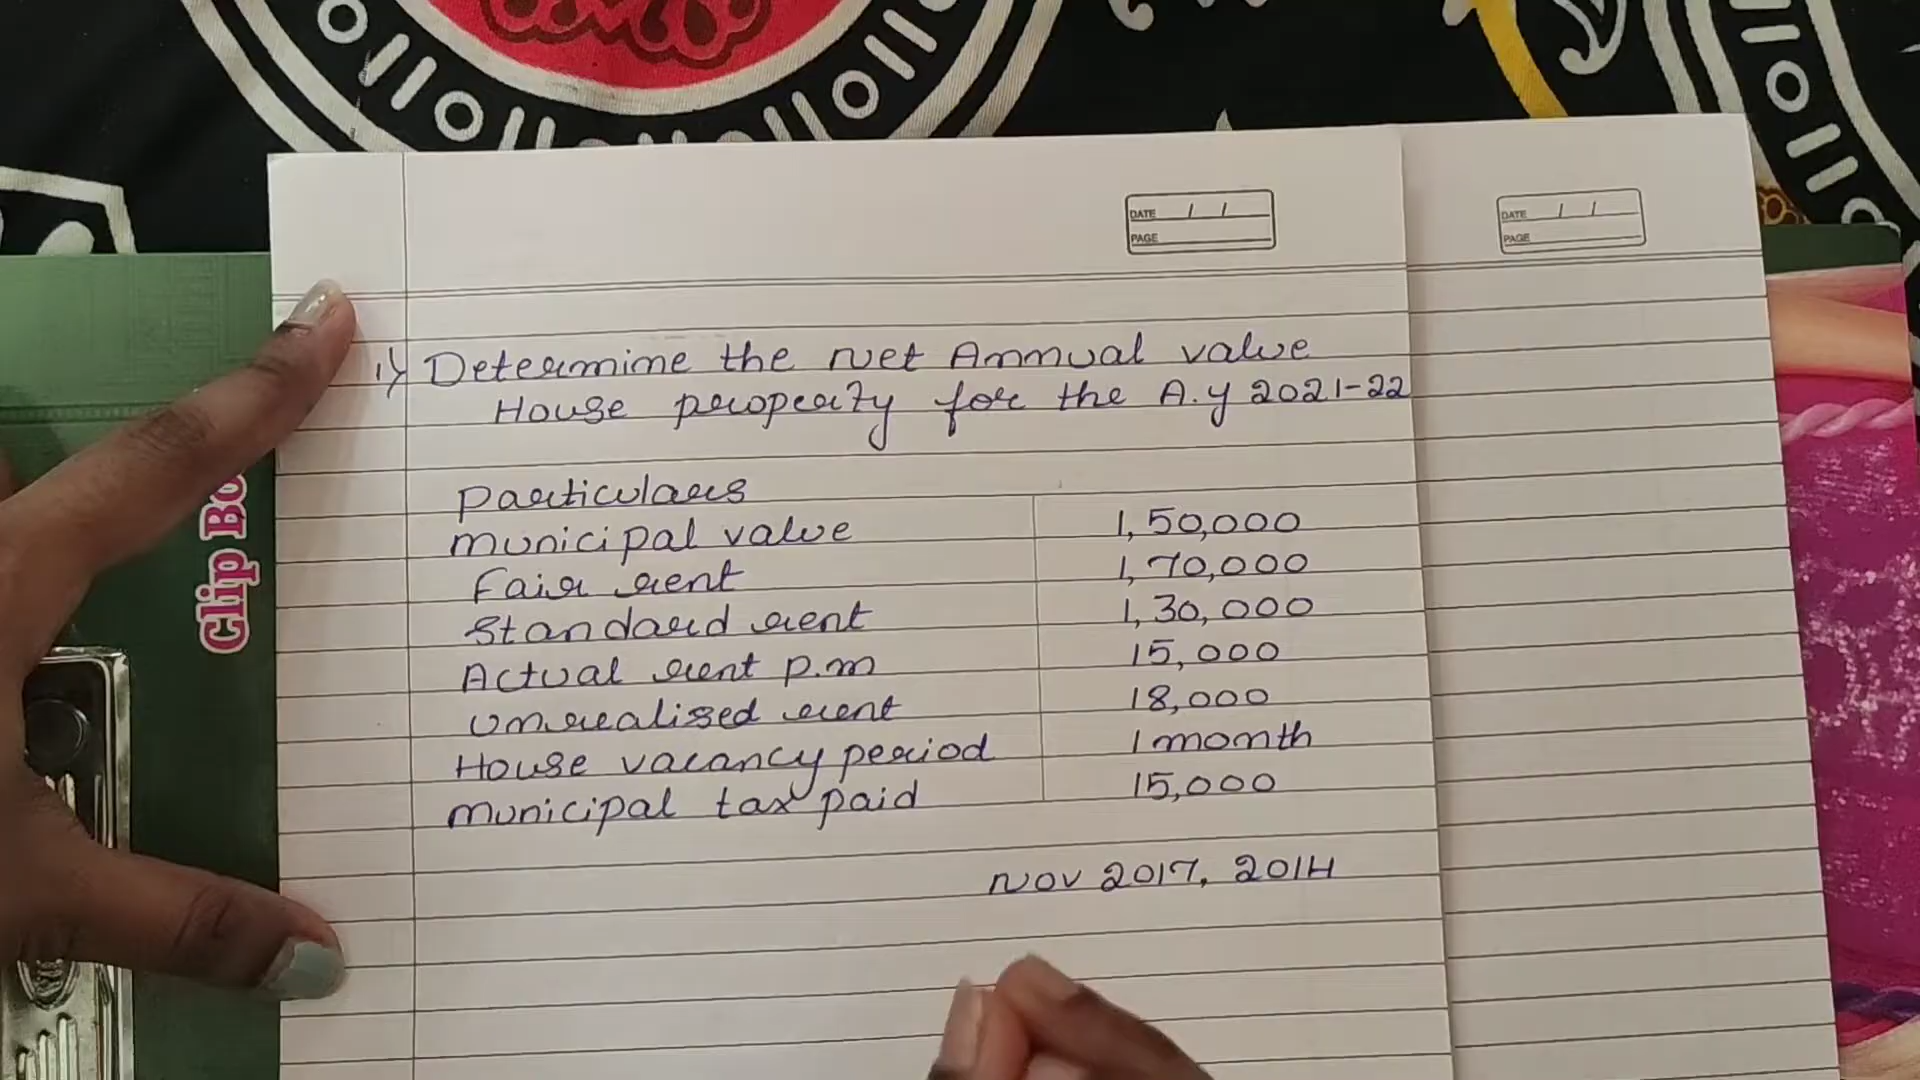 DATE / /
PAGE
DATE / /
PAGE
1) Determine the Net Annual value
House property for the A.y 2021-22
Particulars
Municipal value 1,50,000
Fair rent 1,70,000
Standard rent 1,30,000
Actual rent p.m 15,000
Unrealised rent 18,000
House vacancy period 1 month
Municipal tax paid 15,000
Nov 2017, 2014
Clip Bo